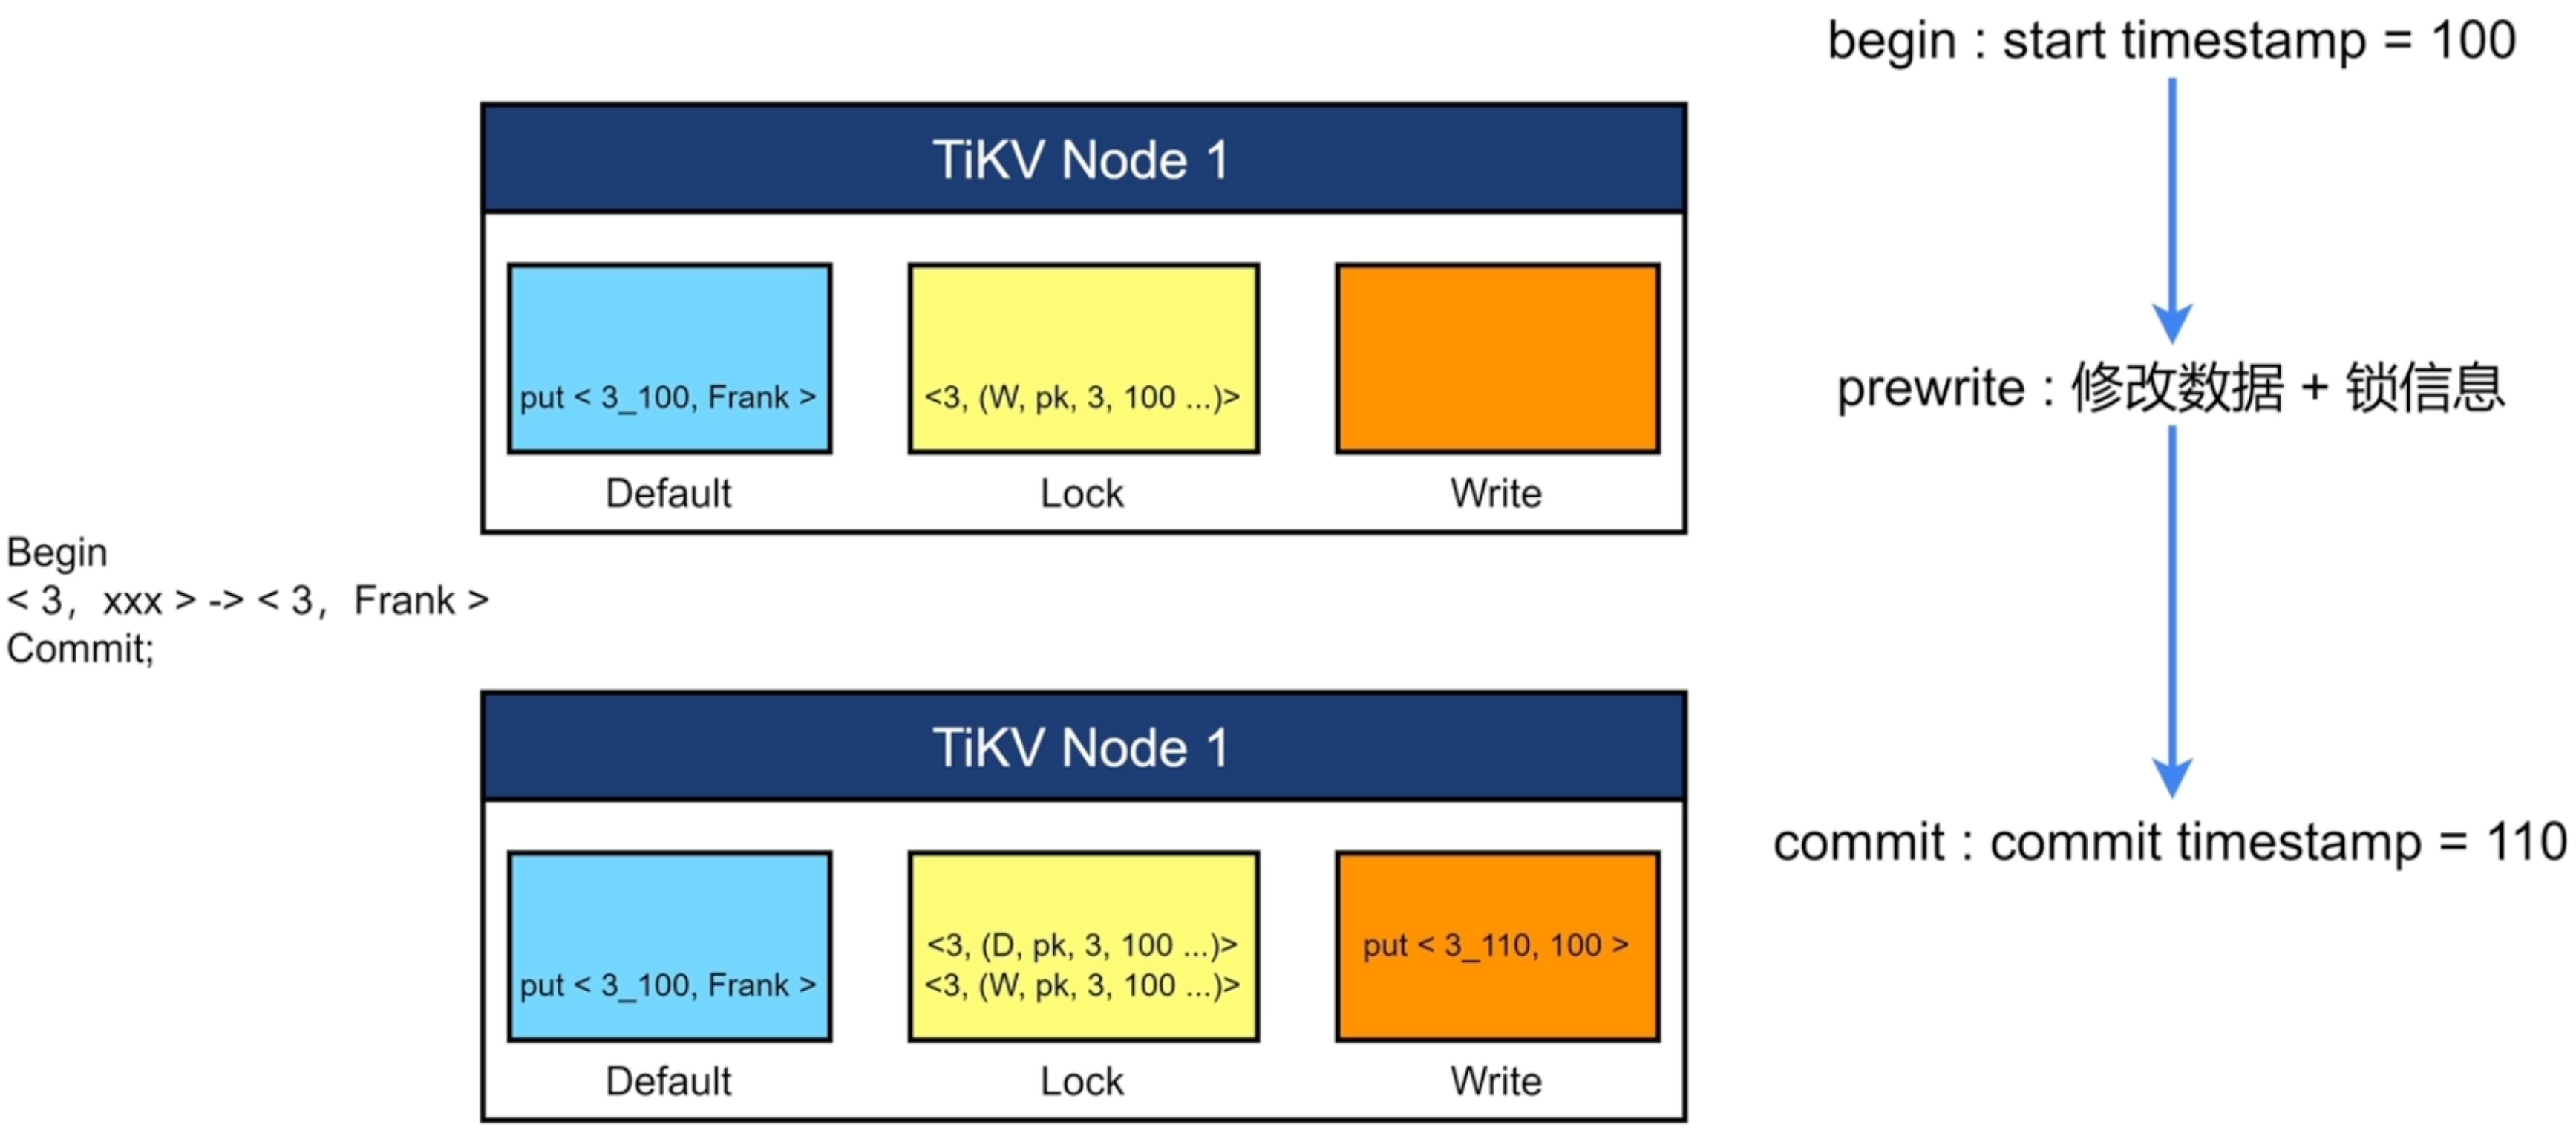 begin : start timestamp = 100
TiKV Node 1
put < 3_100, Frank >
<3, (W, pk, 3, 100 ...)>
Default
Lock
Write
prewrite : 修改数据 + 锁信息
Begin
< 3，xxx > -> < 3，Frank >
Commit;
TiKV Node 1
commit : commit timestamp = 110
put < 3_100, Frank >
<3, (D, pk, 3, 100 ...)>
<3, (W, pk, 3, 100 ...)>
put < 3_110, 100 >
Default
Lock
Write